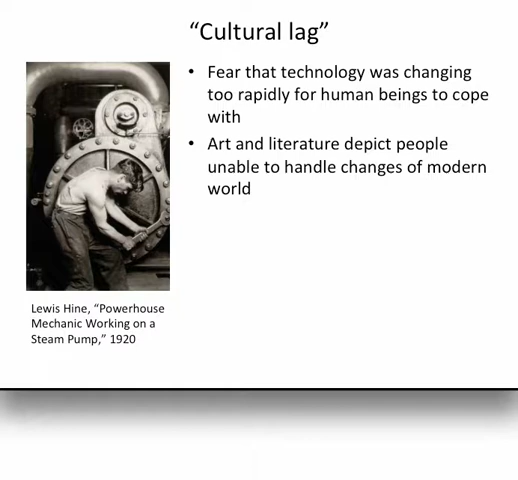 “Cultural lag”
• Fear that technology was changing
too rapidly for human beings to cope
with
• Art and literature depict people
unable to handle changes of modern
world
Lewis Hine, “Powerhouse
Mechanic Working on a
Steam Pump,” 1920